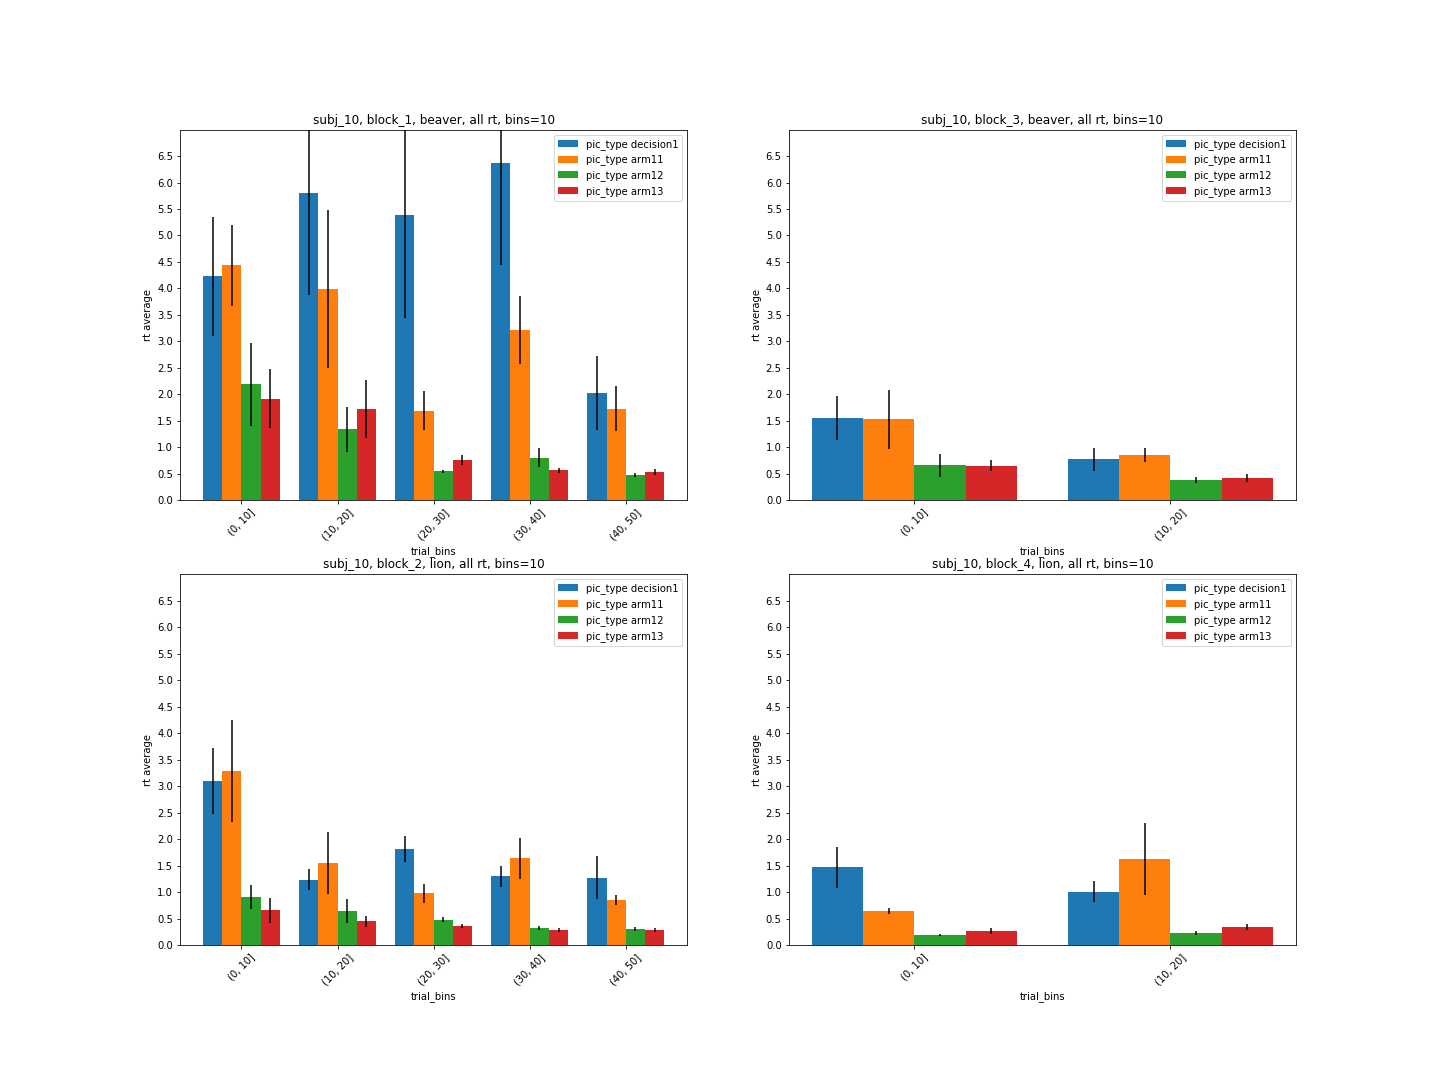 subj_10, block_1, beaver, all rt, bins=10
pic_type decision1
pic_type arm11
pic_type arm12
pic_type arm13
6.5
6.0
5.5
5.0
4.5
4.0
3.5
3.0
2.5
2.0
1.5
1.0
0.5
0.0
rt average
(0, 10]
(10, 20]
(20, 30]
(30, 40]
(40, 50]
trial_bins
subj_10, block_3, beaver, all rt, bins=10
pic_type decision1
pic_type arm11
pic_type arm12
pic_type arm13
6.5
6.0
5.5
5.0
4.5
4.0
3.5
3.0
2.5
2.0
1.5
1.0
0.5
0.0
rt average
(0, 10]
(10, 20]
trial_bins
subj_10, block_2, lion, all rt, bins=10
pic_type decision1
pic_type arm11
pic_type arm12
pic_type arm13
6.5
6.0
5.5
5.0
4.5
4.0
3.5
3.0
2.5
2.0
1.5
1.0
0.5
0.0
rt average
(0, 10]
(10, 20]
(20, 30]
(30, 40]
(40, 50]
trial_bins
subj_10, block_4, lion, all rt, bins=10
pic_type decision1
pic_type arm11
pic_type arm12
pic_type arm13
6.5
6.0
5.5
5.0
4.5
4.0
3.5
3.0
2.5
2.0
1.5
1.0
0.5
0.0
rt average
(0, 10]
(10, 20]
trial_bins